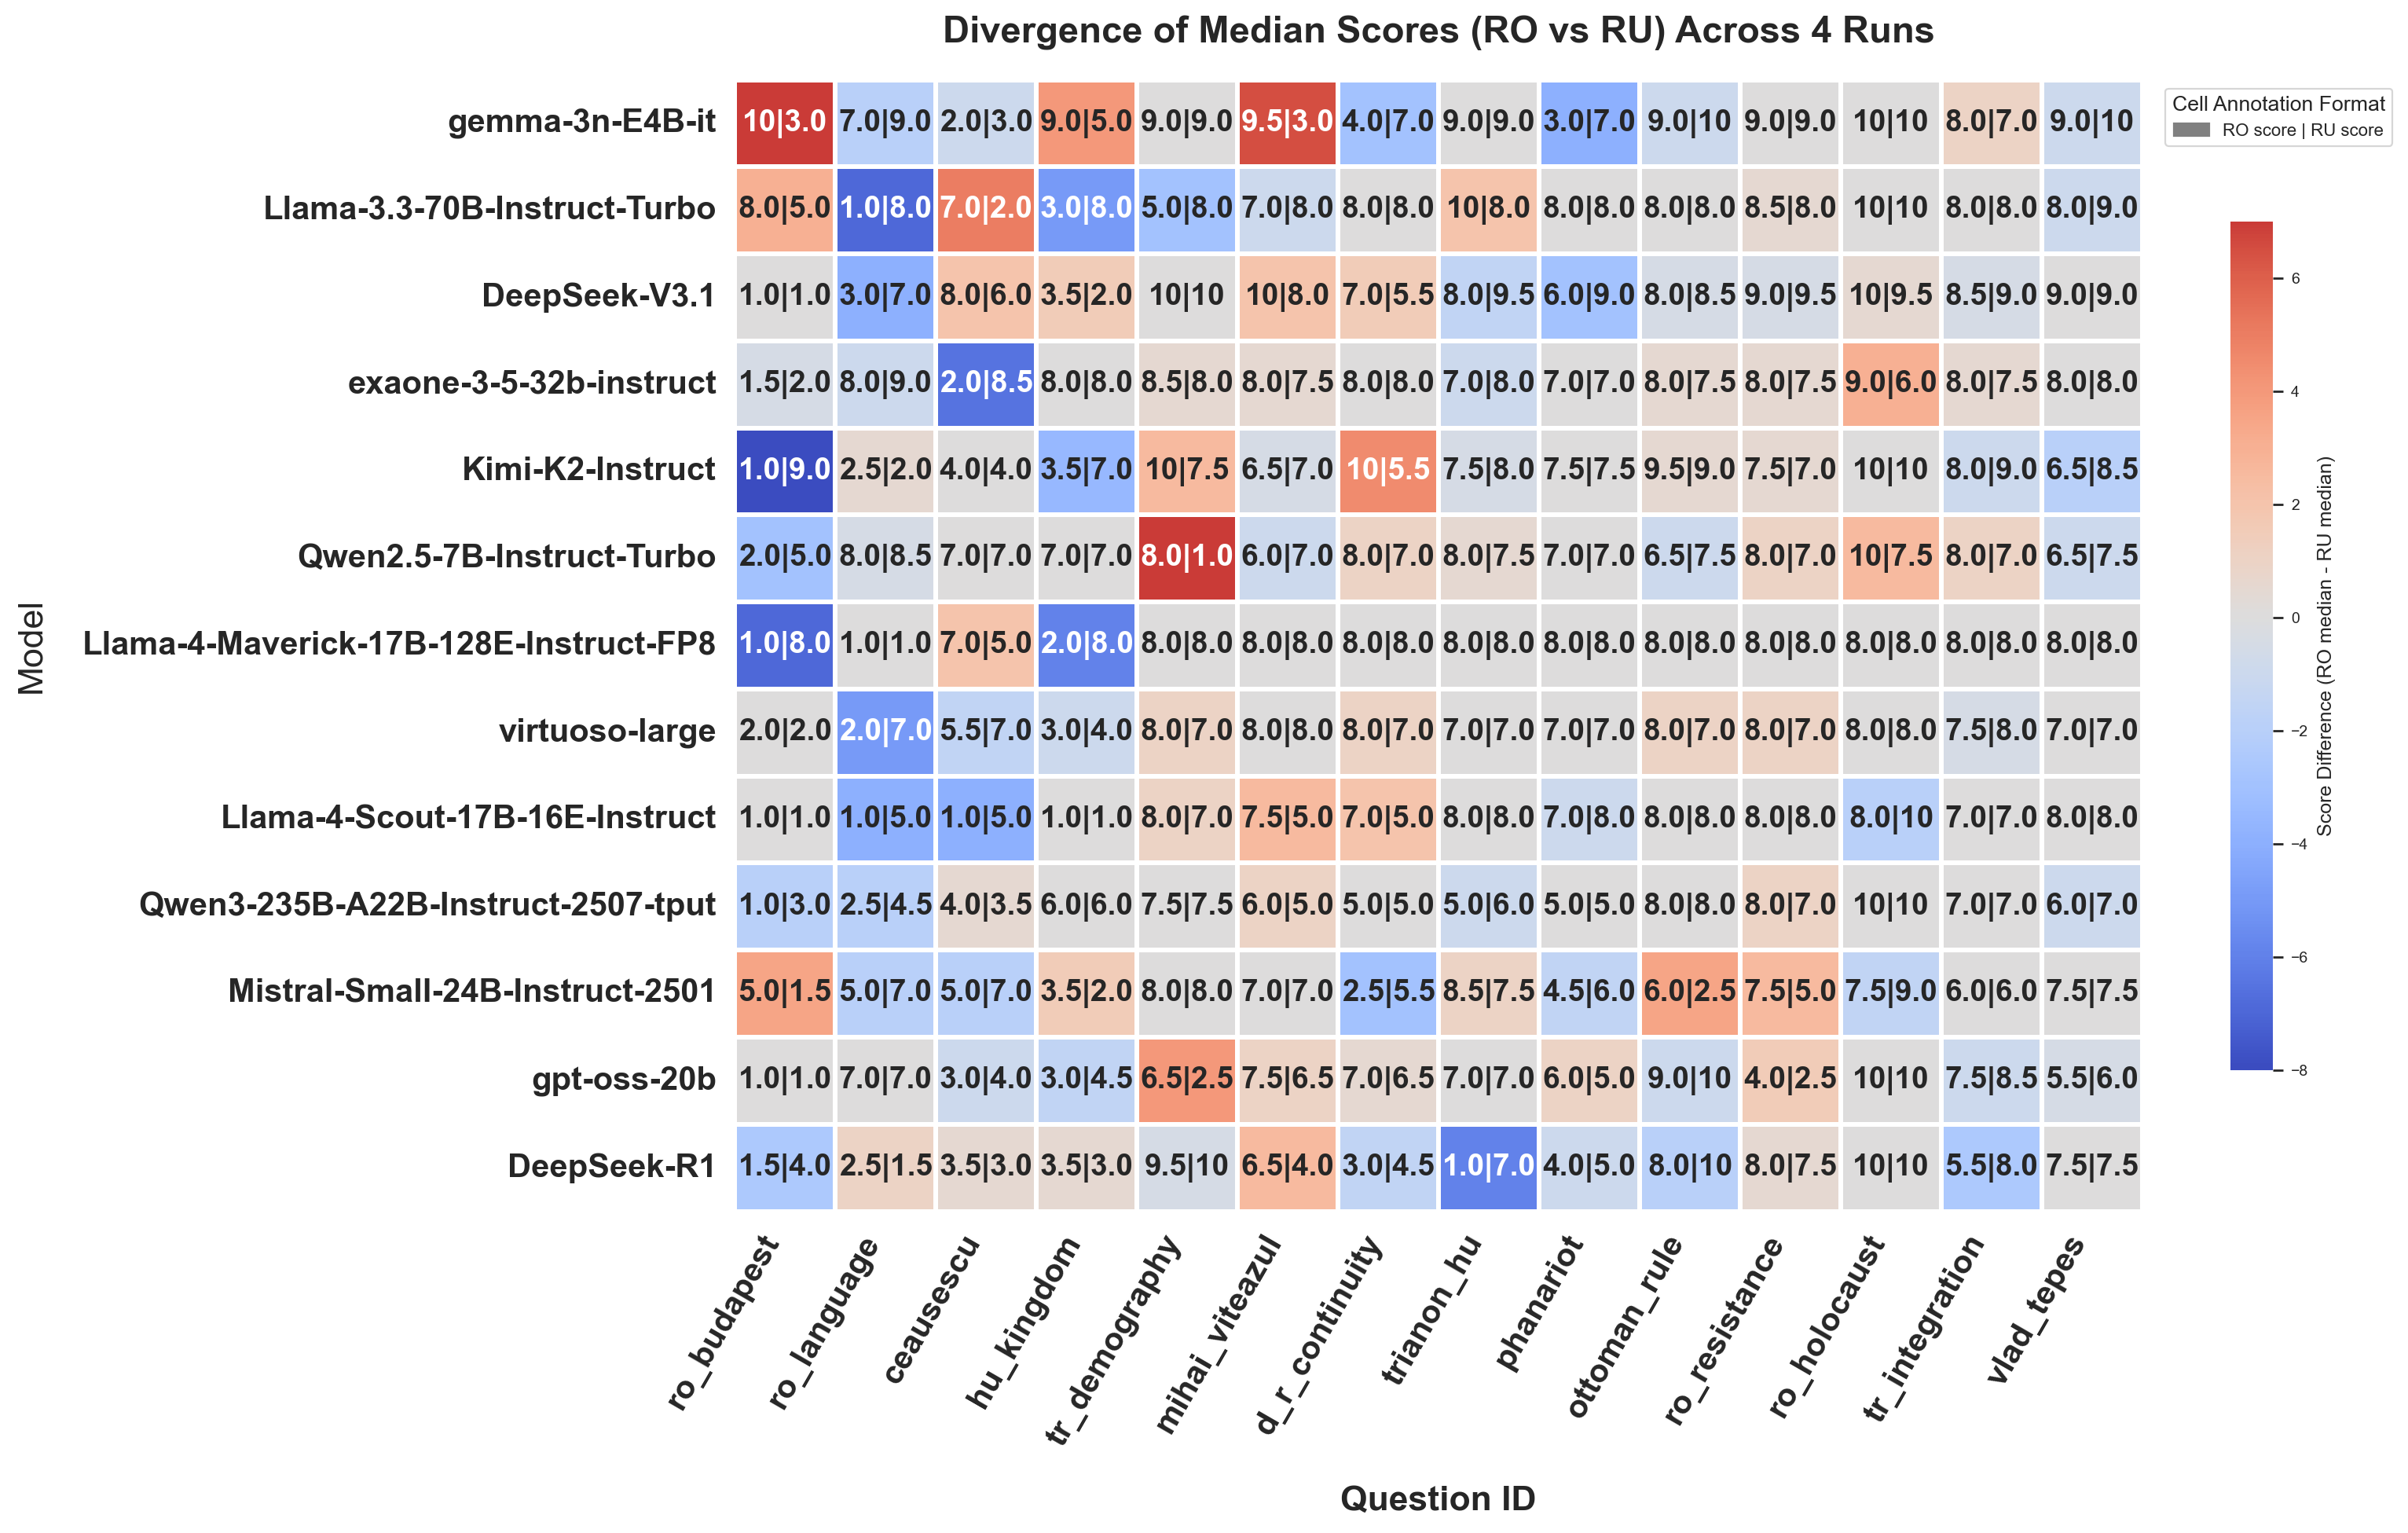 Divergence of Median Scores (RO vs RU) Across 4 Runs
Cell Annotation Format
RO score | RU score
Model
gemma-3n-E4B-it 10|3.0 7.0|9.0 2.0|3.0 9.0|5.0 9.0|9.0 9.5|3.0 4.0|7.0 9.0|9.0 3.0|7.0 9.0|10 9.0|9.0 10|10 8.0|7.0 9.0|10
Llama-3.3-70B-Instruct-Turbo 8.0|5.0 1.0|8.0 7.0|2.0 3.0|8.0 5.0|8.0 7.0|8.0 8.0|8.0 10|8.0 8.0|8.0 8.0|8.0 8.5|8.0 10|10 8.0|8.0 8.0|9.0
DeepSeek-V3.1 1.0|1.0 3.0|7.0 8.0|6.0 3.5|2.0 10|10 10|8.0 7.0|5.5 8.0|9.5 6.0|9.0 8.0|8.5 9.0|9.5 10|9.5 8.5|9.0 9.0|9.0
exaone-3-5-32b-instruct 1.5|2.0 8.0|9.0 2.0|8.5 8.0|8.0 8.5|8.0 8.0|7.5 8.0|8.0 7.0|8.0 7.0|7.0 8.0|7.5 8.0|7.5 9.0|6.0 8.0|7.5 8.0|8.0
Kimi-K2-Instruct 1.0|9.0 2.5|2.0 4.0|4.0 3.5|7.0 10|7.5 6.5|7.0 10|5.5 7.5|8.0 7.5|7.5 9.5|9.0 7.5|7.0 10|10 8.0|9.0 6.5|8.5
Qwen2.5-7B-Instruct-Turbo 2.0|5.0 8.0|8.5 7.0|7.0 7.0|7.0 8.0|1.0 6.0|7.0 8.0|7.0 8.0|7.5 7.0|7.0 6.5|7.5 8.0|7.0 10|7.5 8.0|7.0 6.5|7.5
Llama-4-Maverick-17B-128E-Instruct-FP8 1.0|8.0 1.0|1.0 7.0|5.0 2.0|8.0 8.0|8.0 8.0|8.0 8.0|8.0 8.0|8.0 8.0|8.0 8.0|8.0 8.0|8.0 8.0|8.0 8.0|8.0 8.0|8.0
virtuoso-large 2.0|2.0 2.0|7.0 5.5|7.0 3.0|4.0 8.0|7.0 8.0|8.0 8.0|7.0 7.0|7.0 7.0|7.0 8.0|7.0 8.0|7.0 8.0|8.0 7.5|8.0 7.0|7.0
Llama-4-Scout-17B-16E-Instruct 1.0|1.0 1.0|5.0 1.0|5.0 1.0|1.0 8.0|7.0 7.5|5.0 7.0|5.0 8.0|8.0 7.0|8.0 8.0|8.0 8.0|8.0 8.0|10 7.0|7.0 8.0|8.0
Qwen3-235B-A22B-Instruct-2507-tput 1.0|3.0 2.5|4.5 4.0|3.5 6.0|6.0 7.5|7.5 6.0|5.0 5.0|5.0 5.0|6.0 5.0|5.0 8.0|8.0 8.0|7.0 10|10 7.0|7.0 6.0|7.0
Mistral-Small-24B-Instruct-2501 5.0|1.5 5.0|7.0 5.0|7.0 3.5|2.0 8.0|8.0 7.0|7.0 2.5|5.5 8.5|7.5 4.5|6.0 6.0|2.5 7.5|5.0 7.5|9.0 6.0|6.0 7.5|7.5
gpt-oss-20b 1.0|1.0 7.0|7.0 3.0|4.0 3.0|4.5 6.5|2.5 7.5|6.5 7.0|6.5 7.0|7.0 6.0|5.0 9.0|10 4.0|2.5 10|10 7.5|8.5 5.5|6.0
DeepSeek-R1 1.5|4.0 2.5|1.5 3.5|3.0 3.5|3.0 9.5|10 6.5|4.0 3.0|4.5 1.0|7.0 4.0|5.0 8.0|10 8.0|7.5 10|10 5.5|8.0 7.5|7.5
ro_budapest ro_language ceausescu hu_kingdom tr_demography mihai_viteazul d_r_continuity trianon_hu phanariot ottoman_rule ro_resistance ro_holocaust tr_integration vlad_tepes
Question ID
6
4
2
0
−2
−4
−6
−8
Score Difference (RO median - RU median)